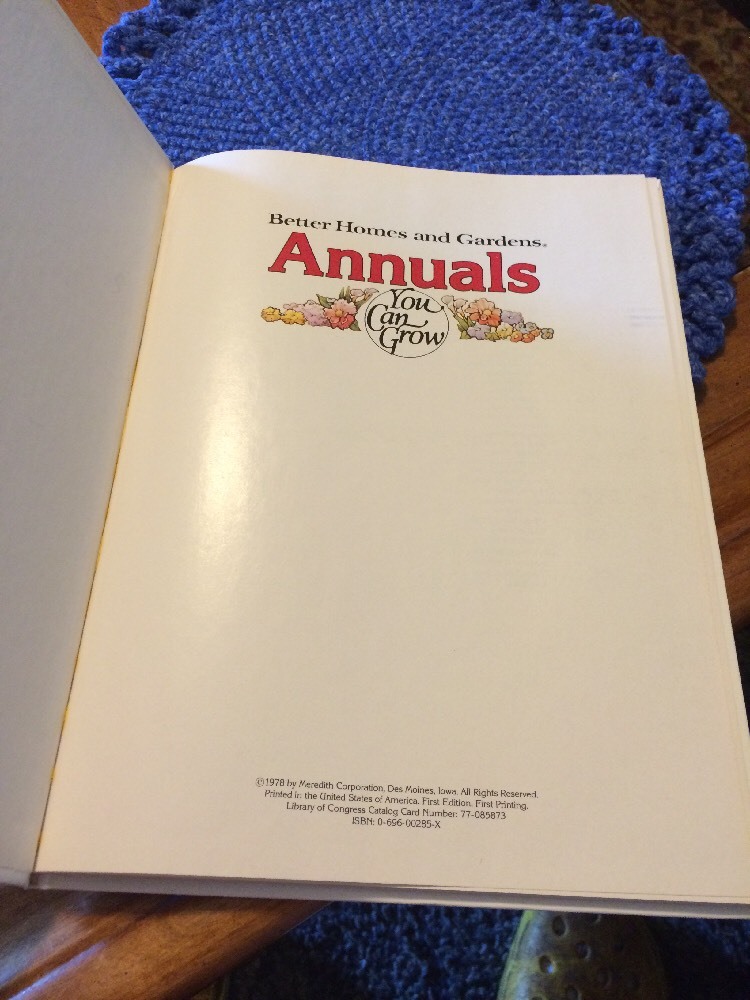 Better Homes and Gardens®
Annuals
You
Can
Grow
©1978 by Meredith Corporation, Des Moines, Iowa. All Rights Reserved.
Printed in the United States of America. First Edition. First Printing.
Library of Congress Catalog Card Number: 77-085873
ISBN: 0-696-00285-X